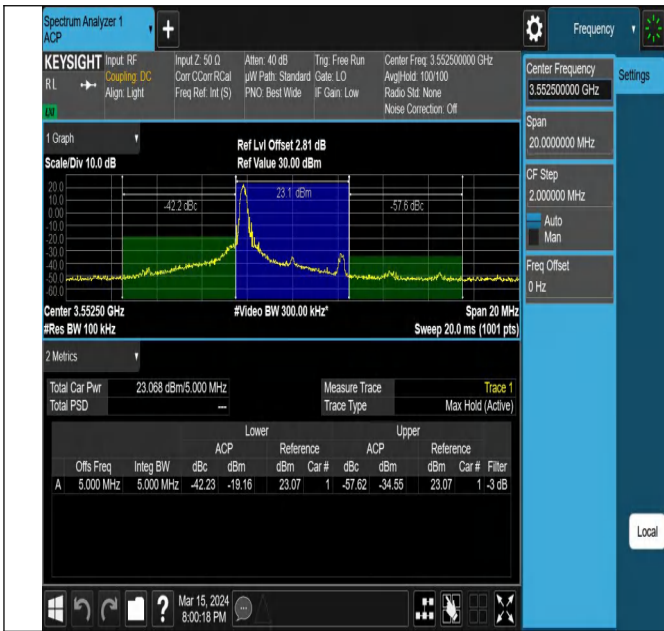 Spectrum Analyzer 1
ACP
Frequency
KEYSIGHT
RL
LXI
Input: RF
Coupling: DC
Align: Light
Input Z: 50 Ω
Corr CCorr RCal
Freq Ref: Int (S)
Atten: 40 dB
µW Path: Standard
PNO: Best Wide
Trig: Free Run
Gate: LO
IF Gain: Low
Center Freq: 3.552500000 GHz
Avg|Hold: 100/100
Radio Std: None
Noise Correction: Off
Center Frequency
3.552500000 GHz
Settings
Span
20.0000000 MHz
CF Step
2.000000 MHz
Auto
Man
Freq Offset
0 Hz
Local
1 Graph
Scale/Div 10.0 dB
Ref Lvl Offset 2.81 dB
Ref Value 30.00 dBm
20.0
10.0
0.00
-10.0
-20.0
-30.0
-40.0
-50.0
-60.0
-42.2 dBc
23.1 dBm
-57.6 dBc
Center 3.55250 GHz
#Video BW 300.00 kHz*
Span 20 MHz
#Res BW 100 kHz
Sweep 20.0 ms (1001 pts)
2 Metrics
Total Car Pwr 23.068 dBm/5.000 MHz
Total PSD ---
Measure Trace Trace 1
Trace Type Max Hold (Active)
Lower Upper
ACP Reference ACP Reference
Offs Freq Integ BW dBc dBm dBm Car # dBc dBm dBm Car # Filter
A 5.000 MHz 5.000 MHz -42.23 -19.16 23.07 1 -57.62 -34.55 23.07 1 -3 dB
?
Mar 15, 2024
8:00:18 PM